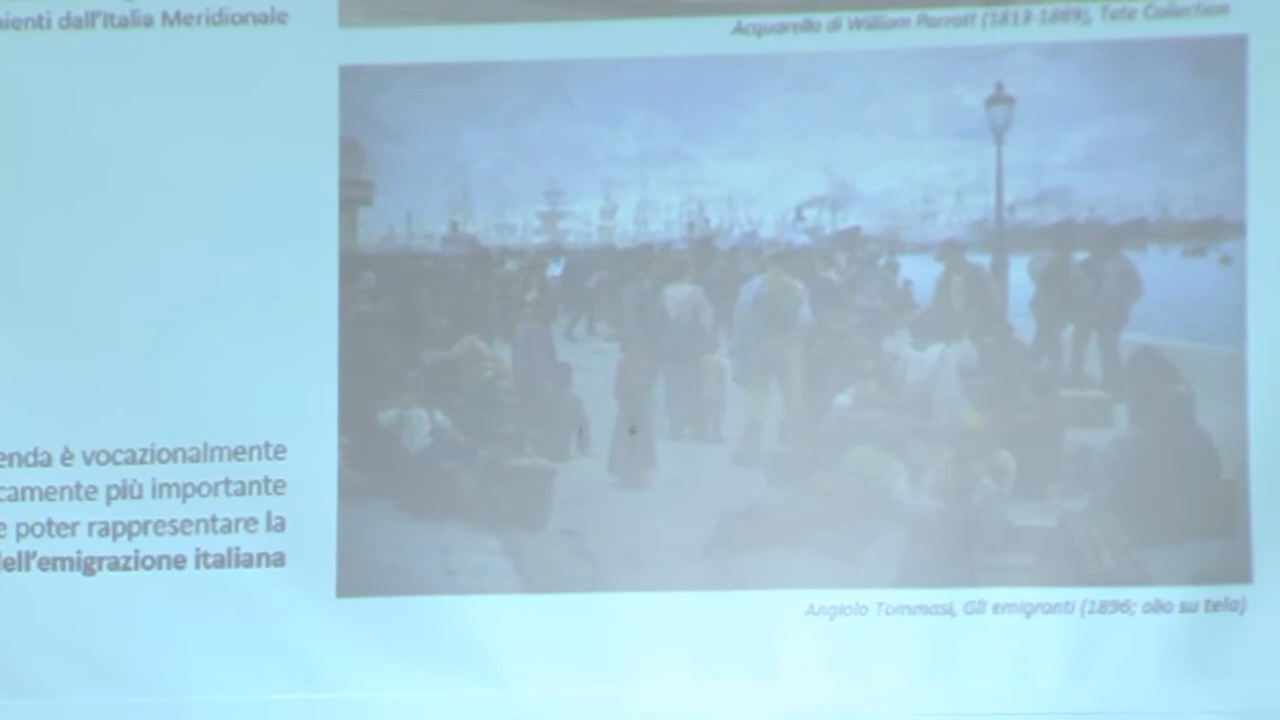 ienti dall'Italia Meridionale
Acquarello di William Parrott (1813-1869), Tate Collection
enda è vocazionalmente
camente più importante
e poter rappresentare la
dell'emigrazione italiana
Angiolo Tommasi, Gli emigranti (1896; olio su tela)